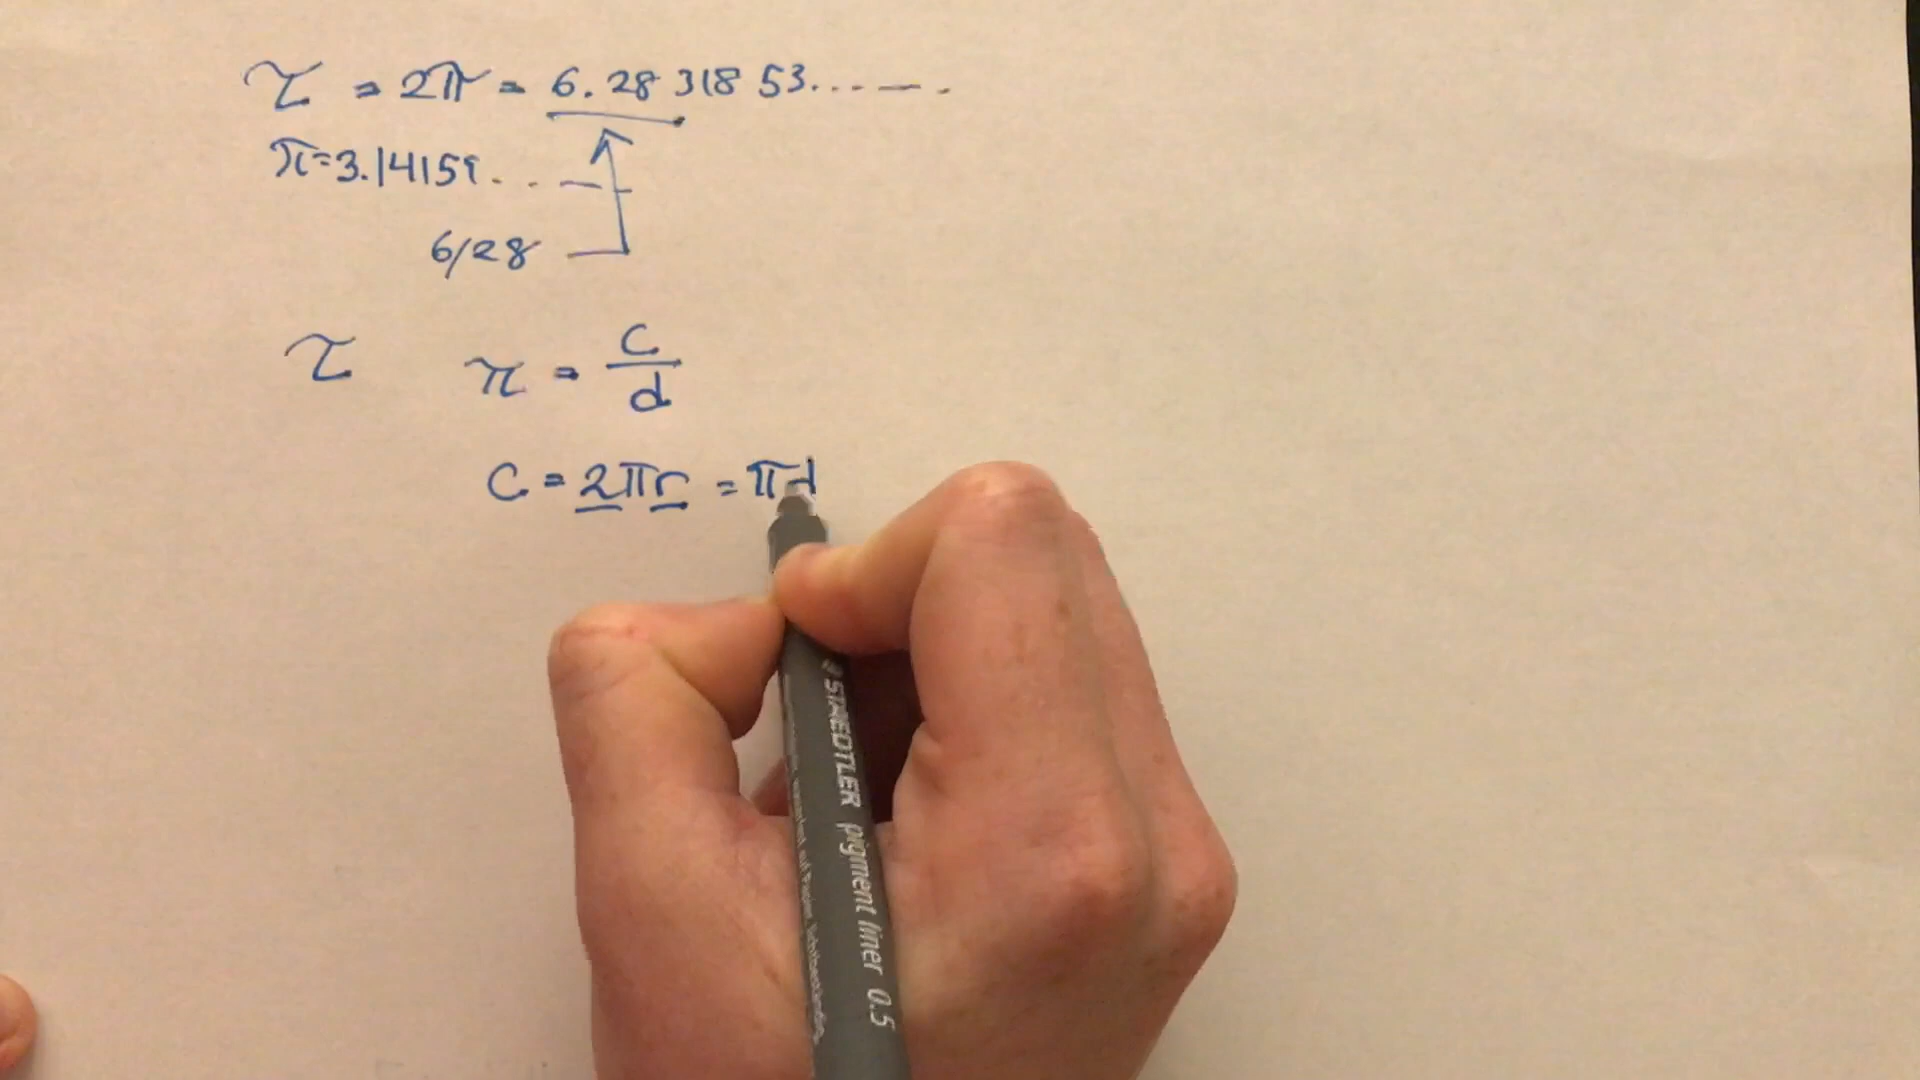 τ = 2π = 6.2831853....--.
π=3.14159...--
6/28
τ π = c/d
C = 2πr = πd
STAEDTLER pigment liner 0.5